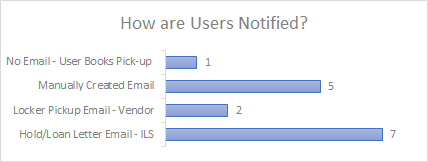 How are Users Notified?
No Email - User Books Pick-up 1
Manually Created Email 5
Locker Pickup Email - Vendor 2
Hold/Loan Letter Email - ILS 7